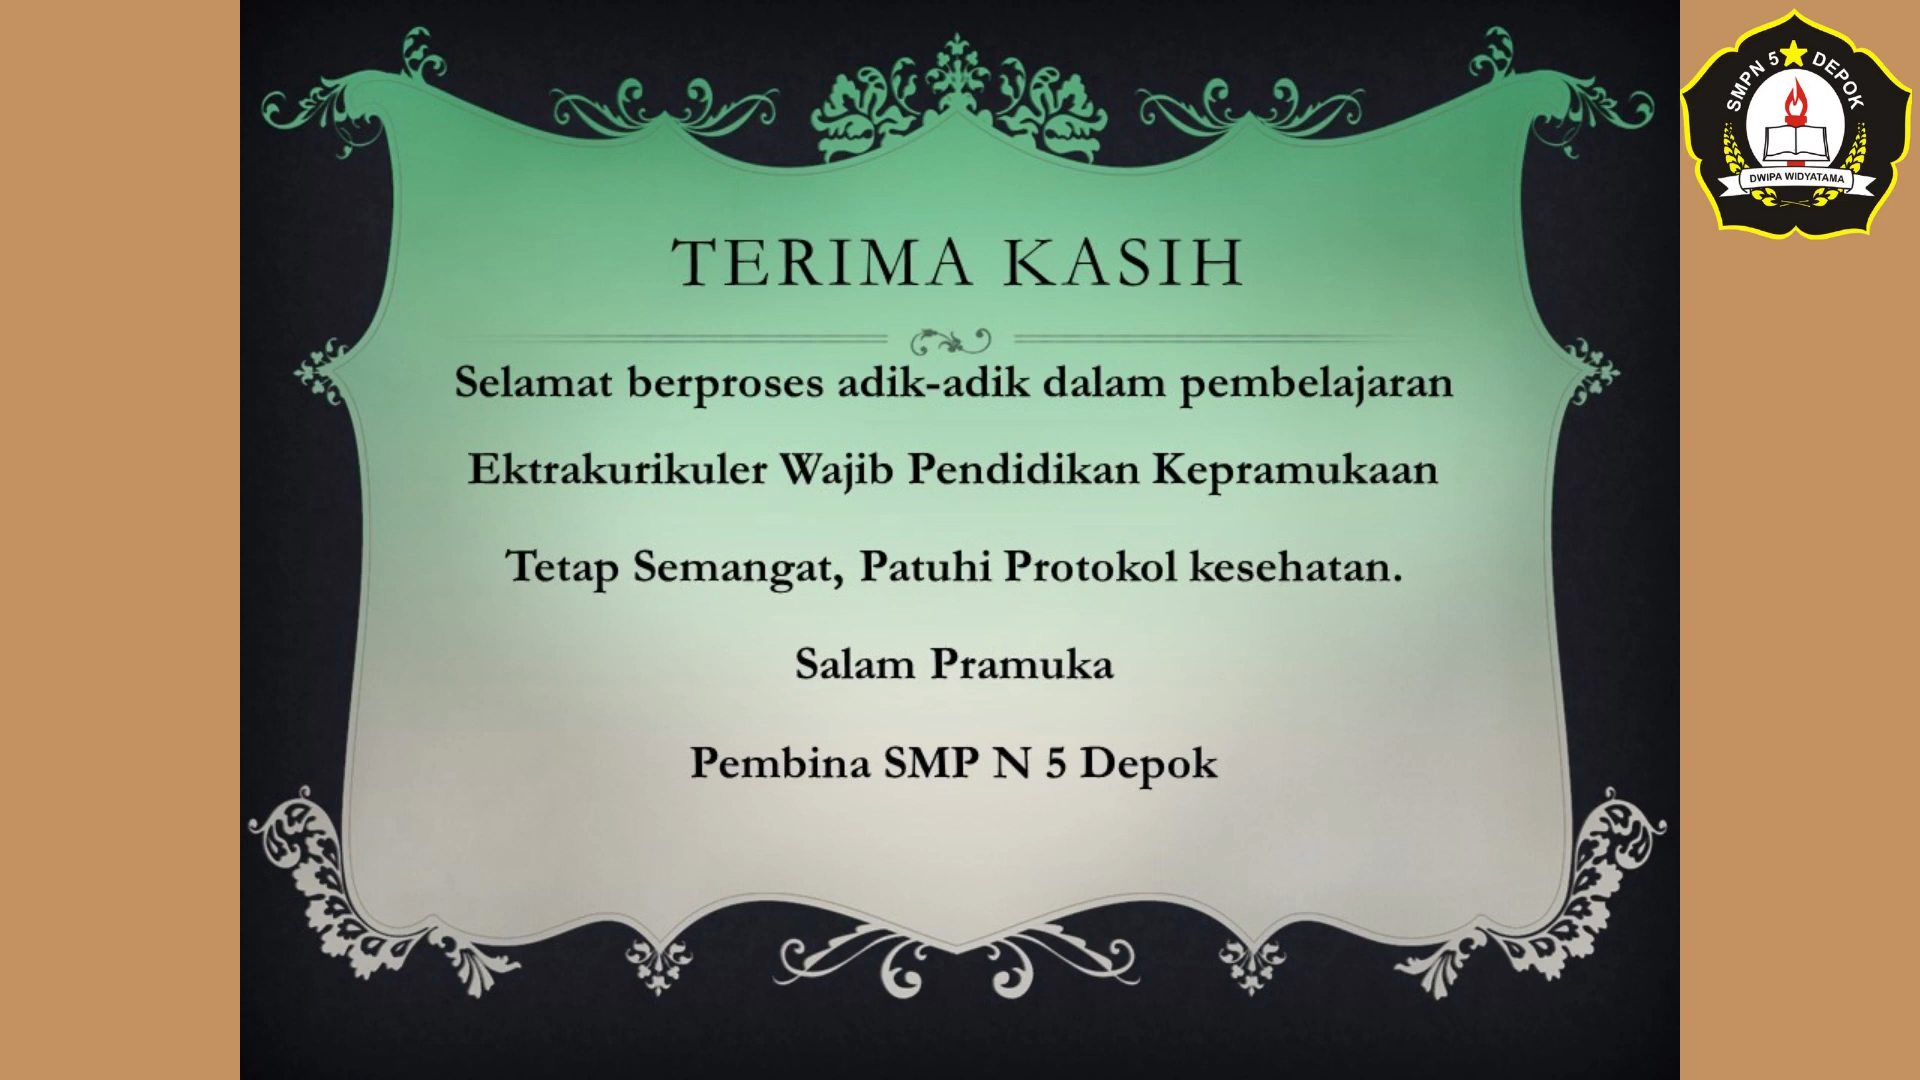 SMPN 5 DEPOK
DWIPA WIDYATAMA
TERIMA KASIH
Selamat berproses adik-adik dalam pembelajaran
Ektrakurikuler Wajib Pendidikan Kepramukaan
Tetap Semangat, Patuhi Protokol kesehatan.
Salam Pramuka
Pembina SMP N 5 Depok